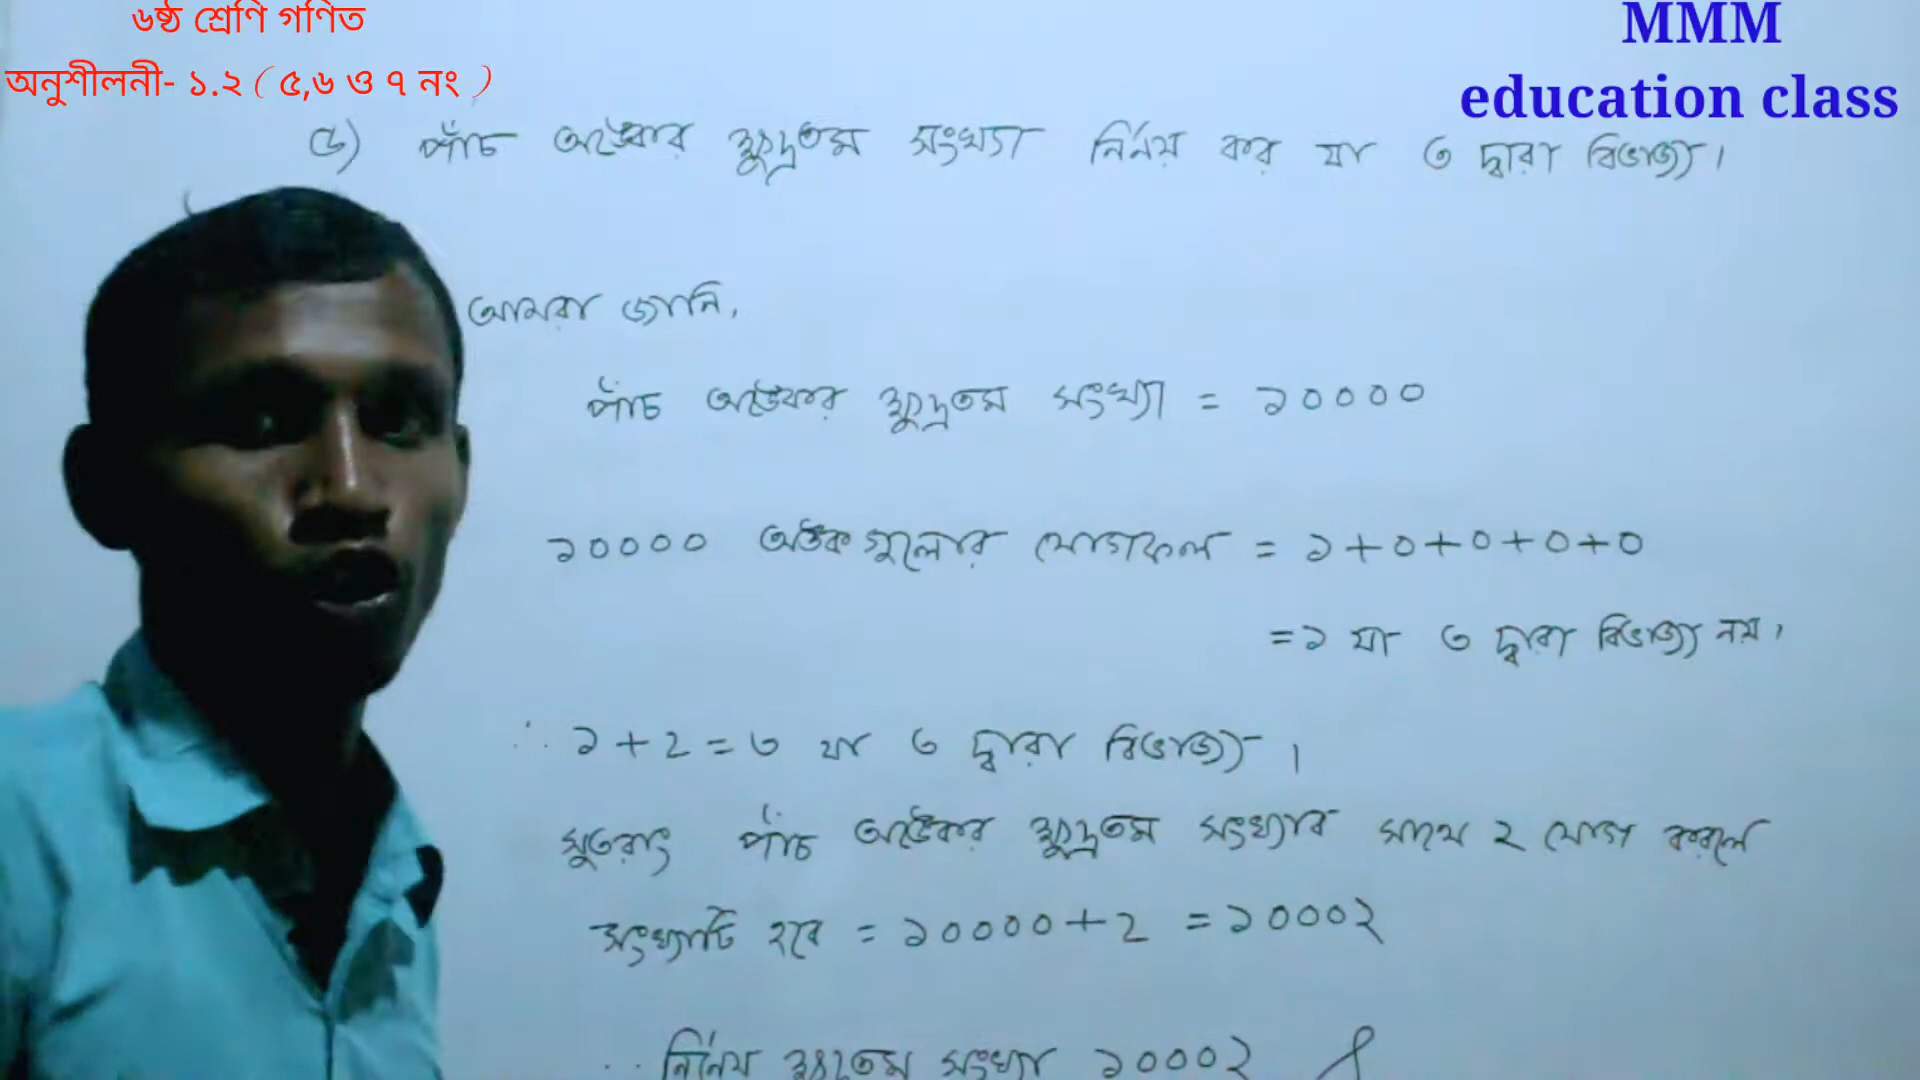 ৬ষ্ঠ শ্রেণি গণিত
অনুশীলনী- ১.২ ( ৫,৬ ও ৭ নং )
MMM
education class
৫) পাঁচ অঙ্কের ক্ষুদ্রতম সংখ্যা নির্ণয় কর যা ৩ দ্বারা বিভাজ্য।
আমরা জানি,
পাঁচ অঙ্কের ক্ষুদ্রতম সংখ্যা = ১০০০০
১০০০০ অঙ্কগুলোর যোগফল = ১+০+০+০+০
=১ যা ৩ দ্বারা বিভাজ্য নয়।
∴ ১+২=৩ যা ৩ দ্বারা বিভাজ্য।
সুতরাং পাঁচ অঙ্কের ক্ষুদ্রতম সংখ্যার সাথে ২ যোগ করলে
সংখ্যাটি হবে = ১০০০০+২ = ১০০০২
∴ নির্ণেয় ক্ষুদ্রতম সংখ্যা ১০০০২